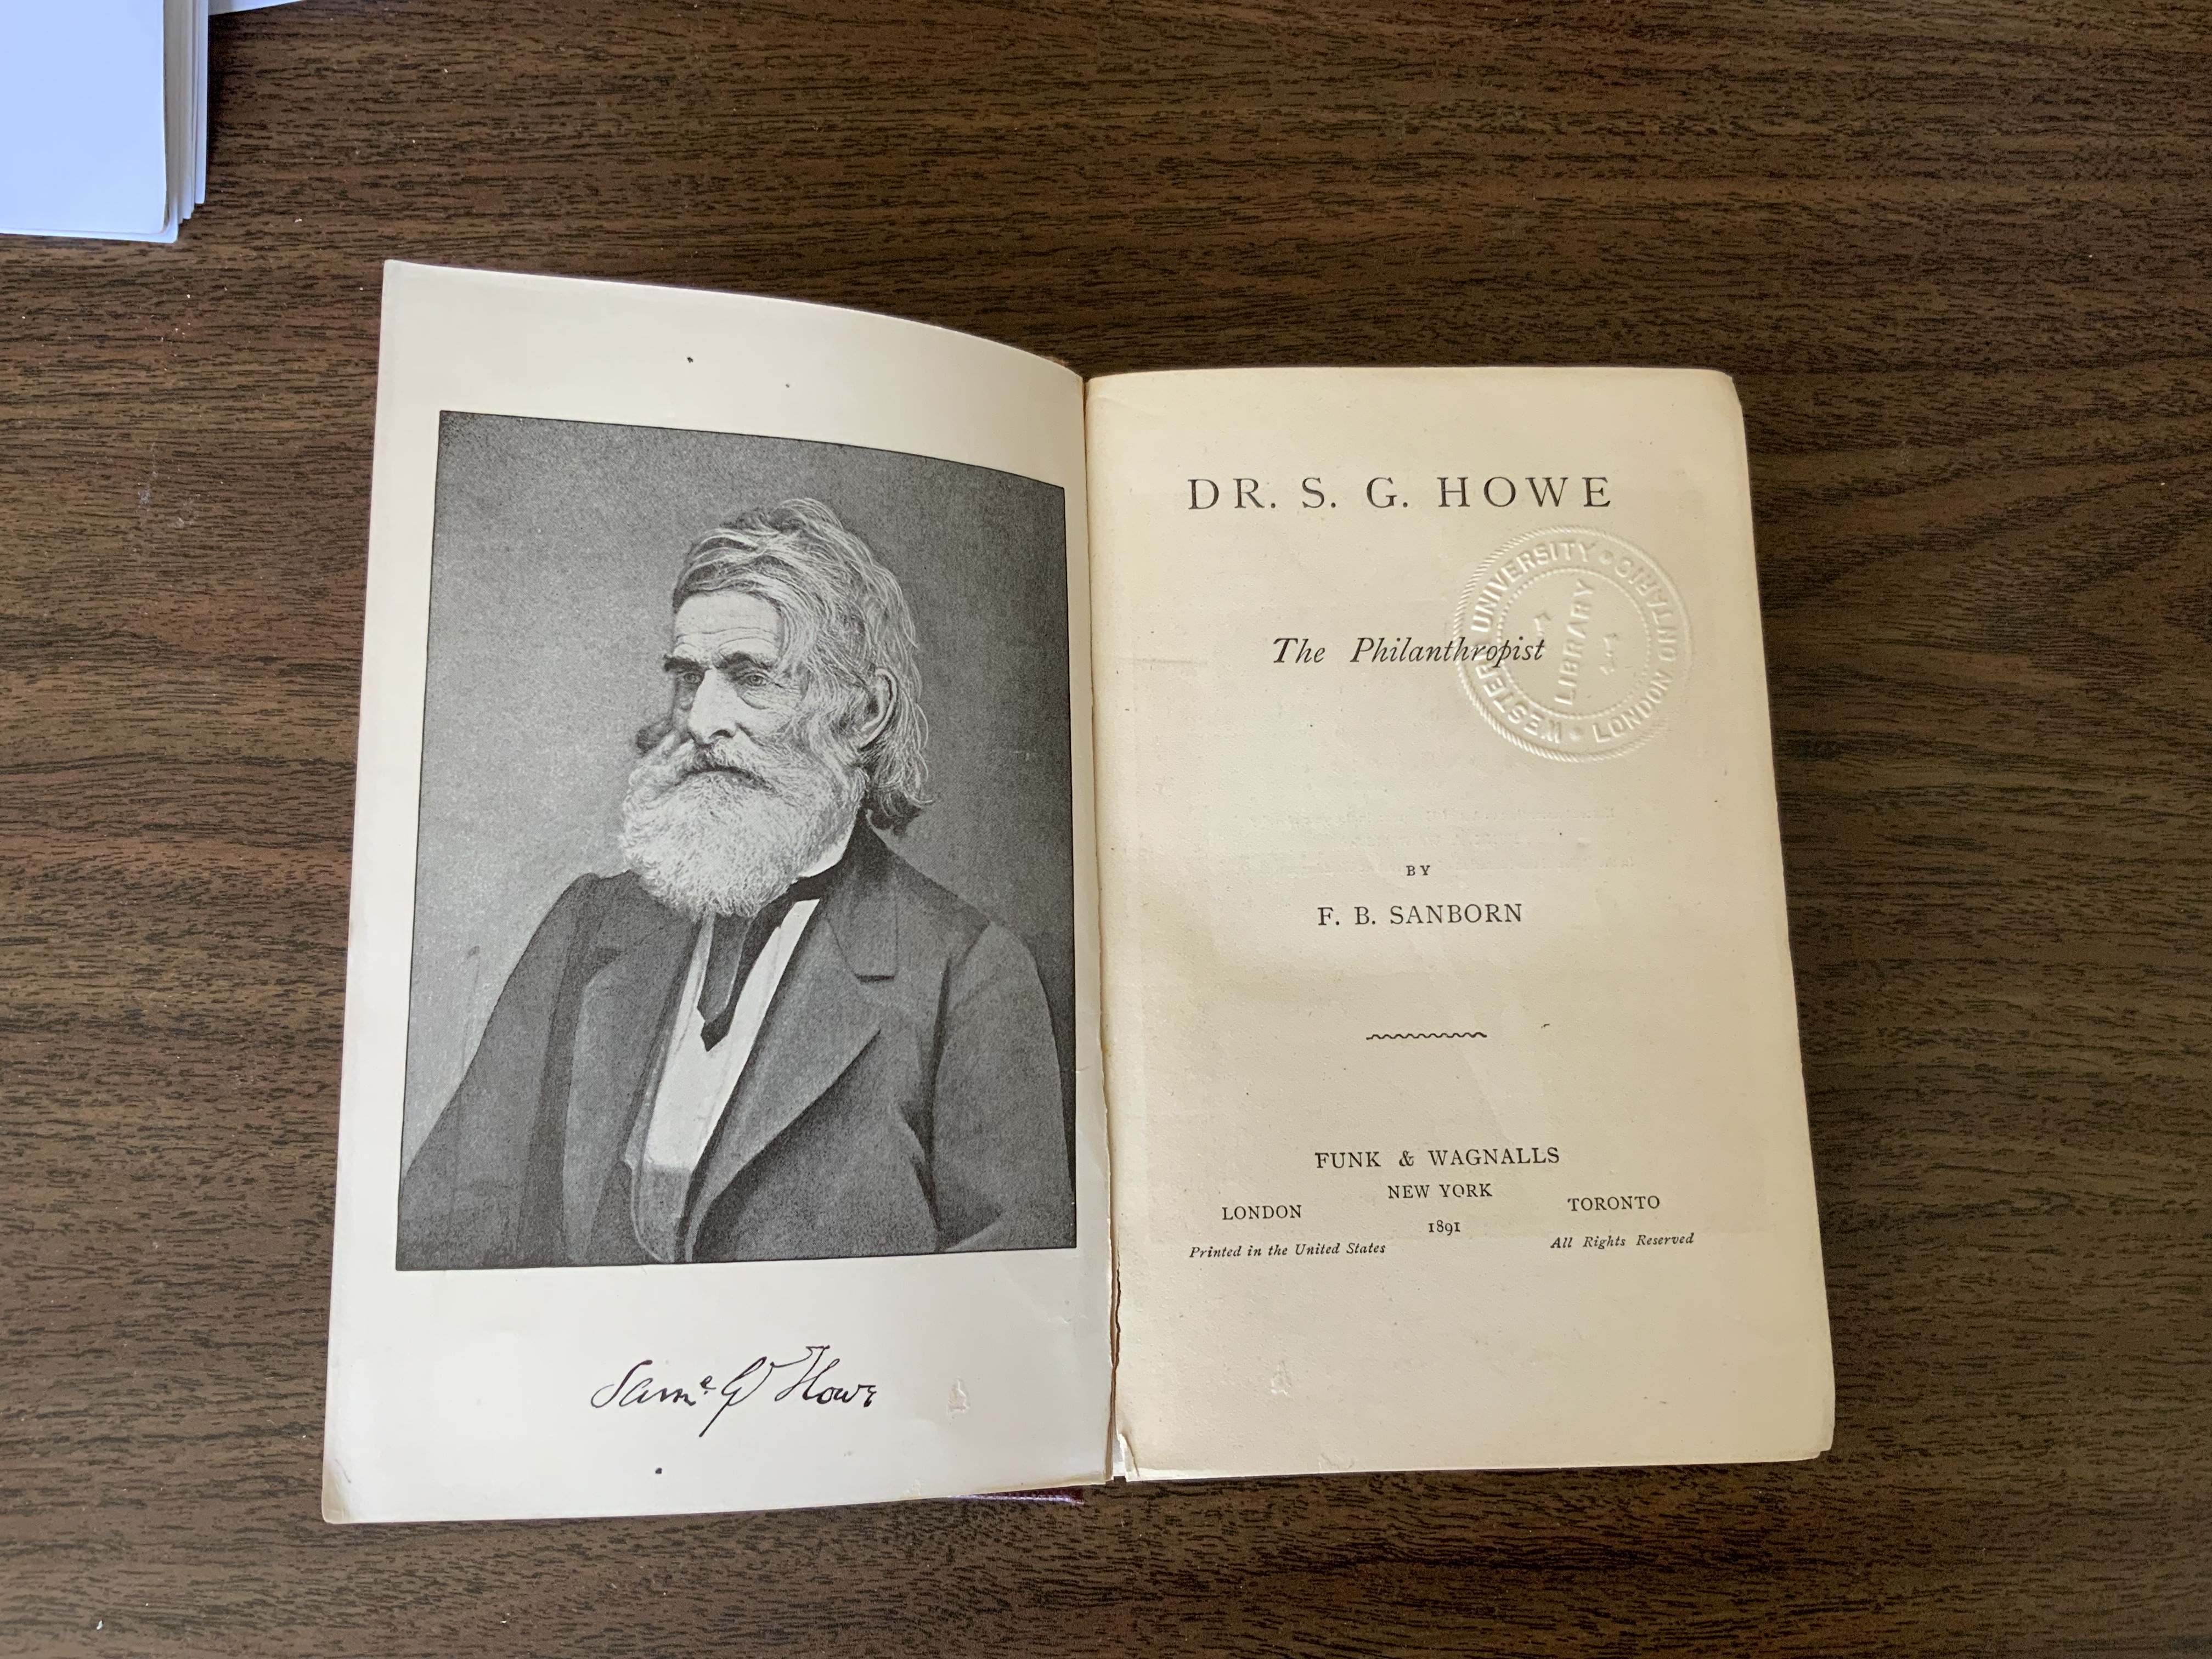 Saml. G. Howe
DR. S. G. HOWE
The Philanthropist
WESTERN UNIVERSITY • LONDON ONTARIO •
LIBRARY
BY
F. B. SANBORN
FUNK & WAGNALLS
NEW YORK
LONDON TORONTO
1891
Printed in the United States All Rights Reserved